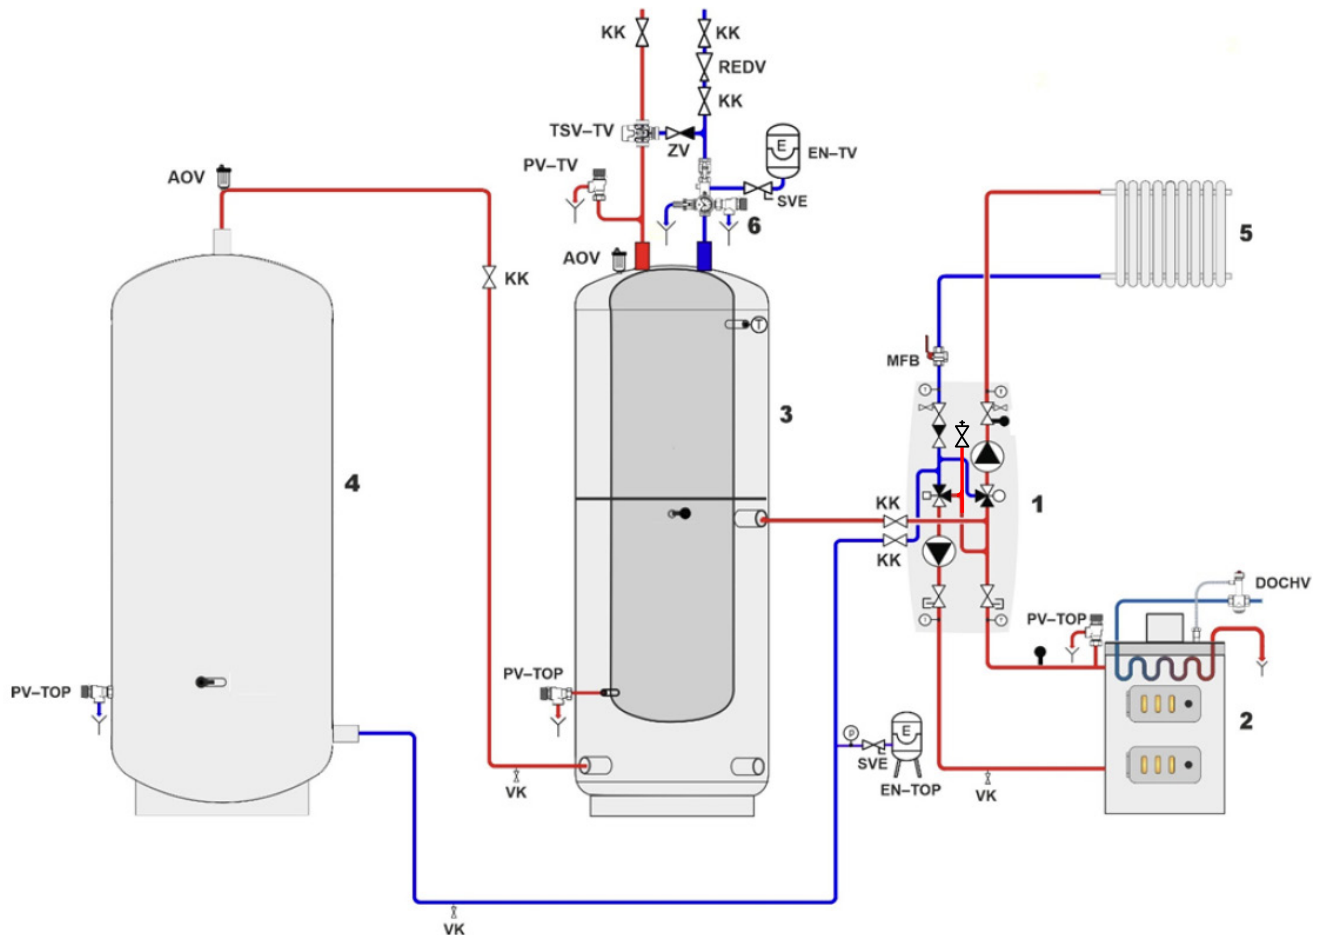 KK
KK
REDV
KK
TSV–TV
ZV
E
EN–TV
PV–TV
AOV
SVE
6
5
AOV
KK
T
MFB
3
4
KK
1
KK
DOCHV
PV–TOP
PV–TOP
PV–TOP
2
P
E
SVE
EN–TOP
VK
VK
VK